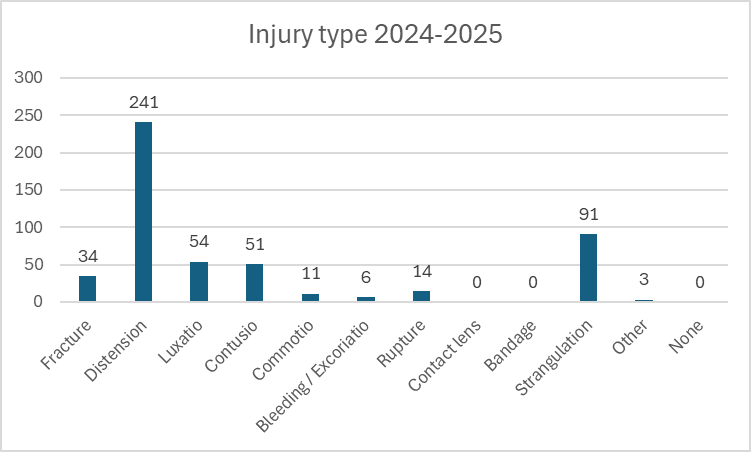 Injury type 2024-2025
300
250
200
150
100
50
0
34
241
54
51
11
6
14
0
0
91
3
0
Fracture
Distension
Luxatio
Contusio
Commotio
Bleeding / Excoriatio
Rupture
Contact lens
Bandage
Strangulation
Other
None